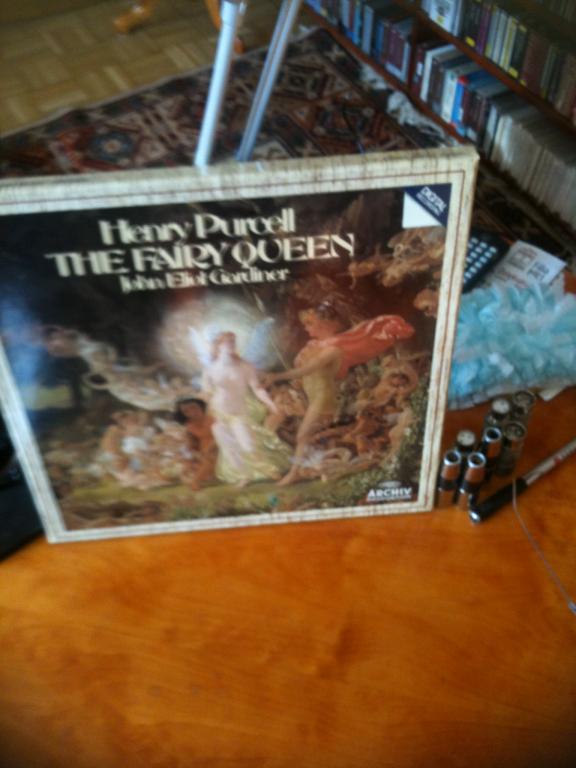 Henry Purcell
THE FAIRY QUEEN
John Eliot Gardiner
DIGITAL
ARCHIV